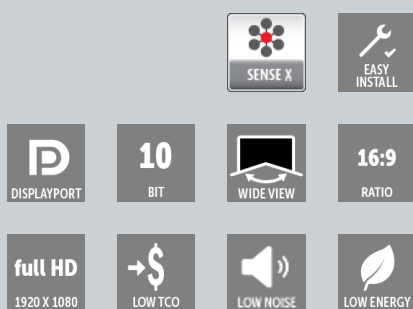 SENSE X
EASY
INSTALL
DISPLAYPORT
10
BIT
WIDE VIEW
16:9
RATIO
full HD
1920 X 1080
$
LOW TCO
LOW NOISE
LOW ENERGY